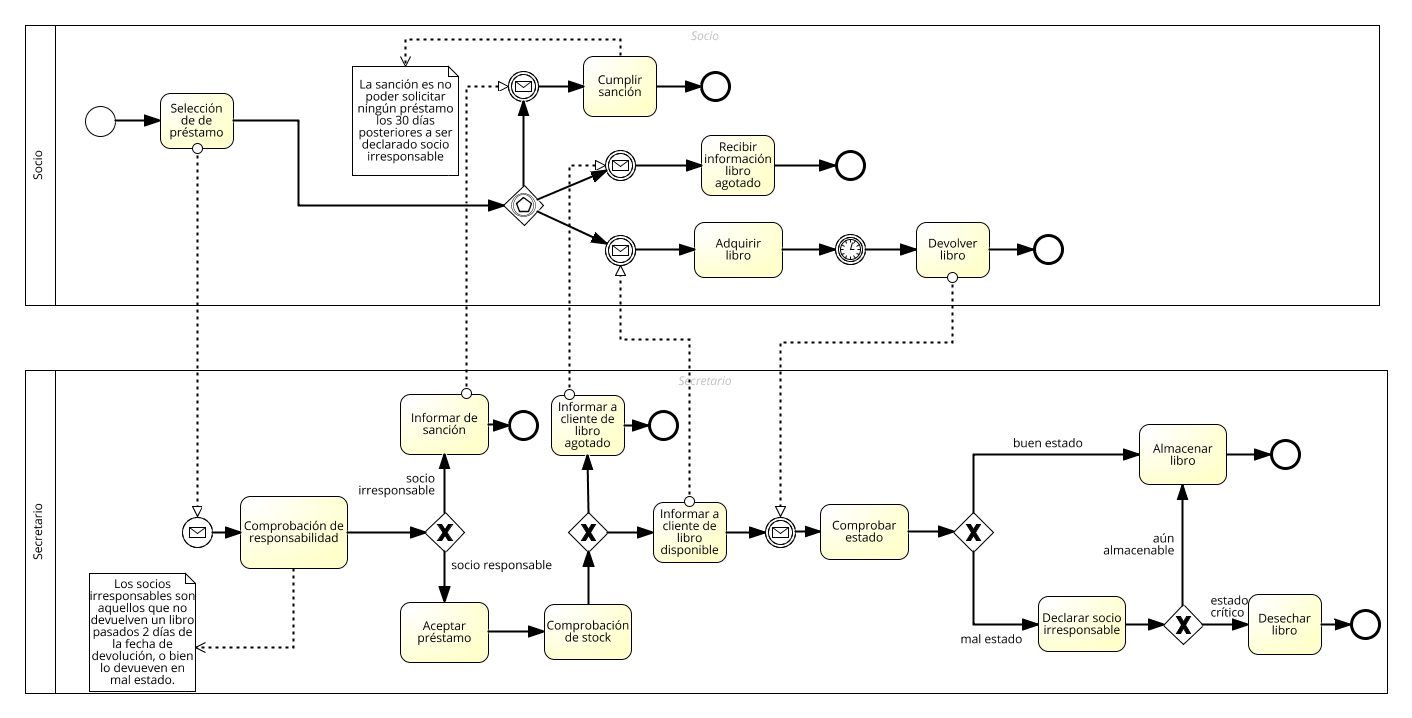 Socio
Socio
Selección
de de
préstamo
La sanción es no
poder solicitar
ningún préstamo
los 30 días
posteriores a ser
declarado socio
irresponsable
Cumplir
sanción
Recibir
información
libro
agotado
Adquirir
libro
Devolver
libro
Secretario
Secretario
Informar de
sanción
Informar a
cliente de
libro
agotado
socio
irresponsable
Comprobación de
responsabilidad
socio responsable
Aceptar
préstamo
Comprobación
de stock
Informar a
cliente de
libro
disponible
Comprobar
estado
buen estado
mal estado
Almacenar
libro
aún
almacenable
Declarar socio
irresponsable
estado
crítico
Desechar
libro
Los socios
irresponsables son
aquellos que no
devuelven un libro
pasados 2 días de
la fecha de
devolución, o bien
lo devueven en
mal estado.